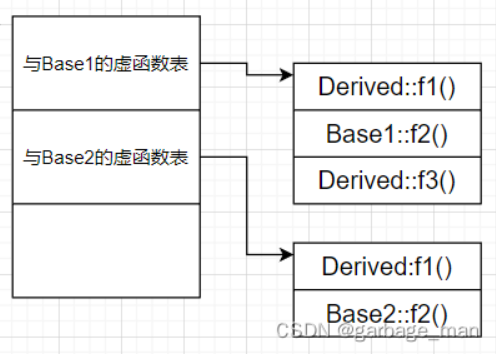 与Base1的虚函数表
Derived::f1()
Base1::f2()
与Base2的虚函数表
Derived::f3()
Derived:f1()
Base2::f2()
CSDN @garbage_man